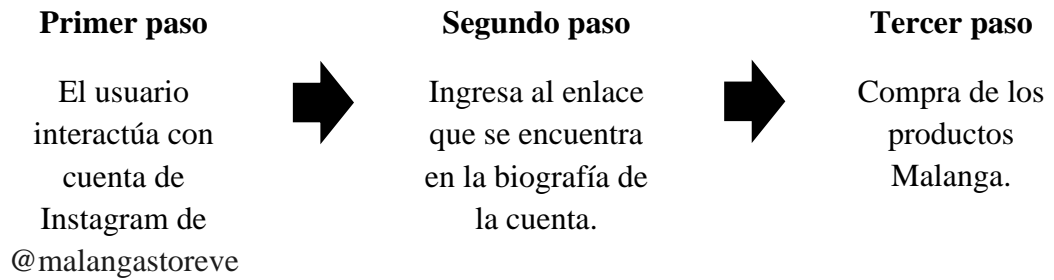 Primer paso
El usuario
interactúa con
cuenta de
Instagram de
@malangastoreve
Segundo paso
Ingresa al enlace
que se encuentra
en la biografía de
la cuenta.
Tercer paso
Compra de los
productos
Malanga.